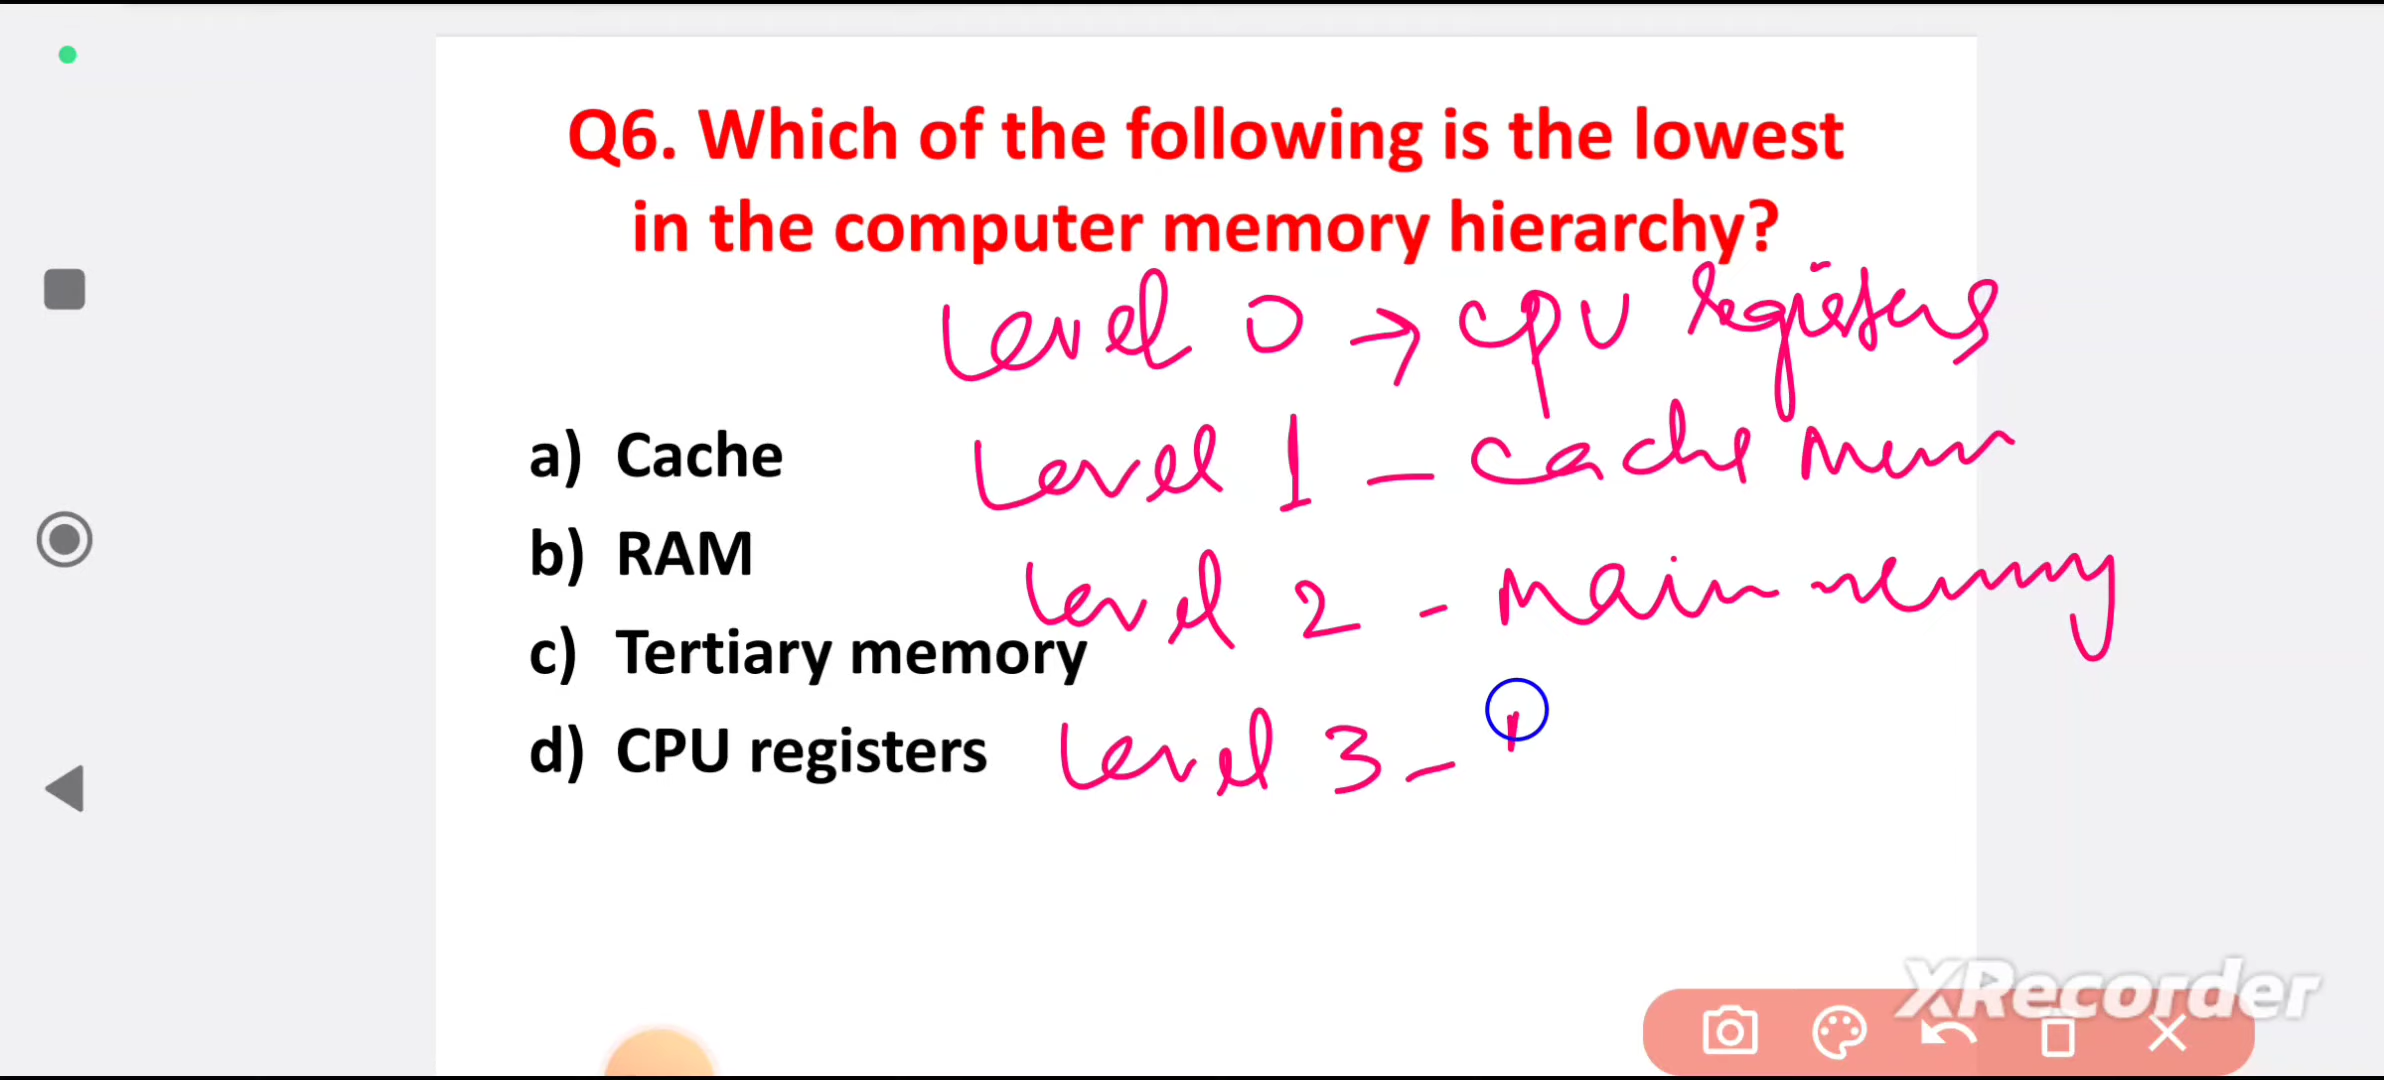 Q6. Which of the following is the lowest
in the computer memory hierarchy?
Level 0 → CPU Registers
a) Cache
Level 1 - cache mem
b) RAM
Level 2 - main memory
c) Tertiary memory
d) CPU registers
Level 3 -
XRecorder